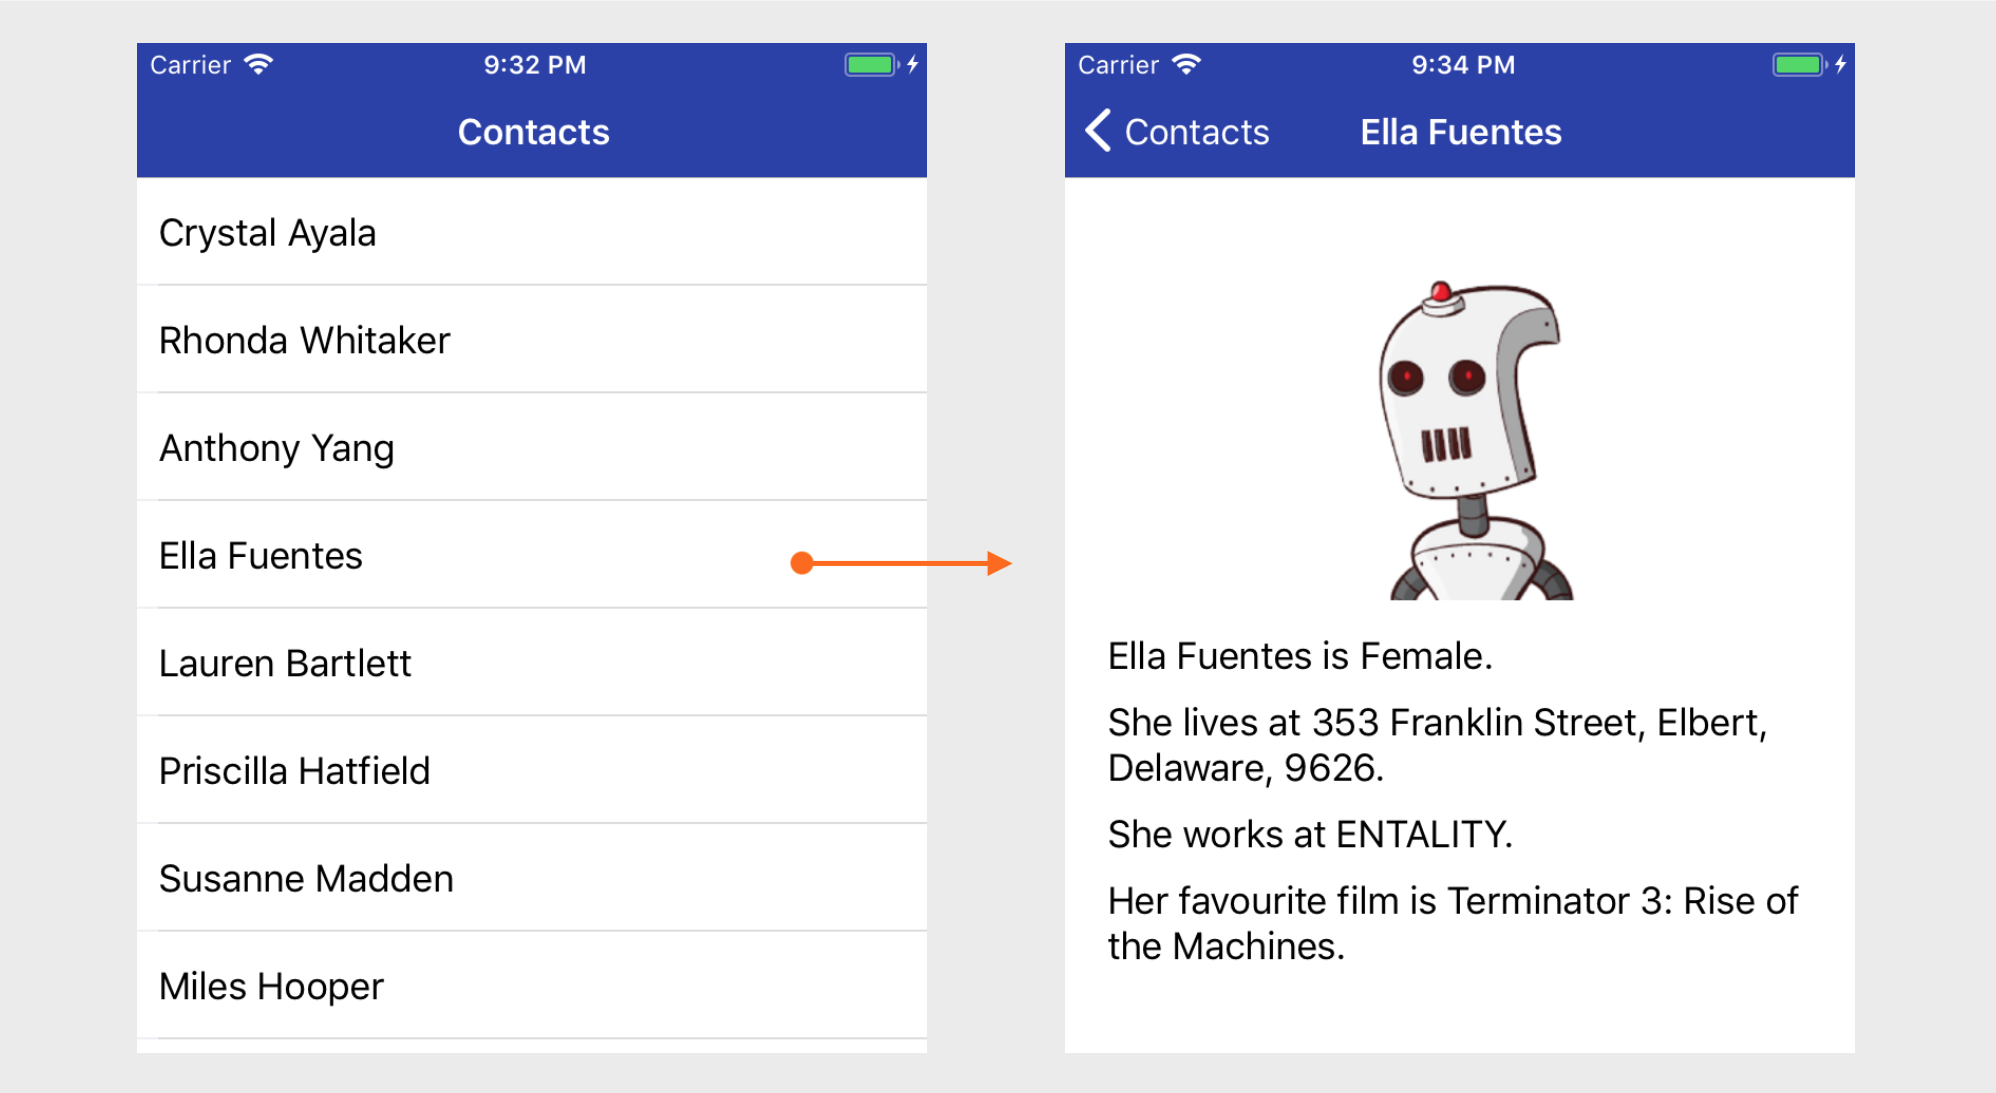 Carrier 9:32 PM
Contacts
Crystal Ayala
Rhonda Whitaker
Anthony Yang
Ella Fuentes
Lauren Bartlett
Priscilla Hatfield
Susanne Madden
Miles Hooper
Carrier 9:34 PM
Contacts Ella Fuentes
Ella Fuentes is Female.
She lives at 353 Franklin Street, Elbert,
Delaware, 9626.
She works at ENTALITY.
Her favourite film is Terminator 3: Rise of
the Machines.